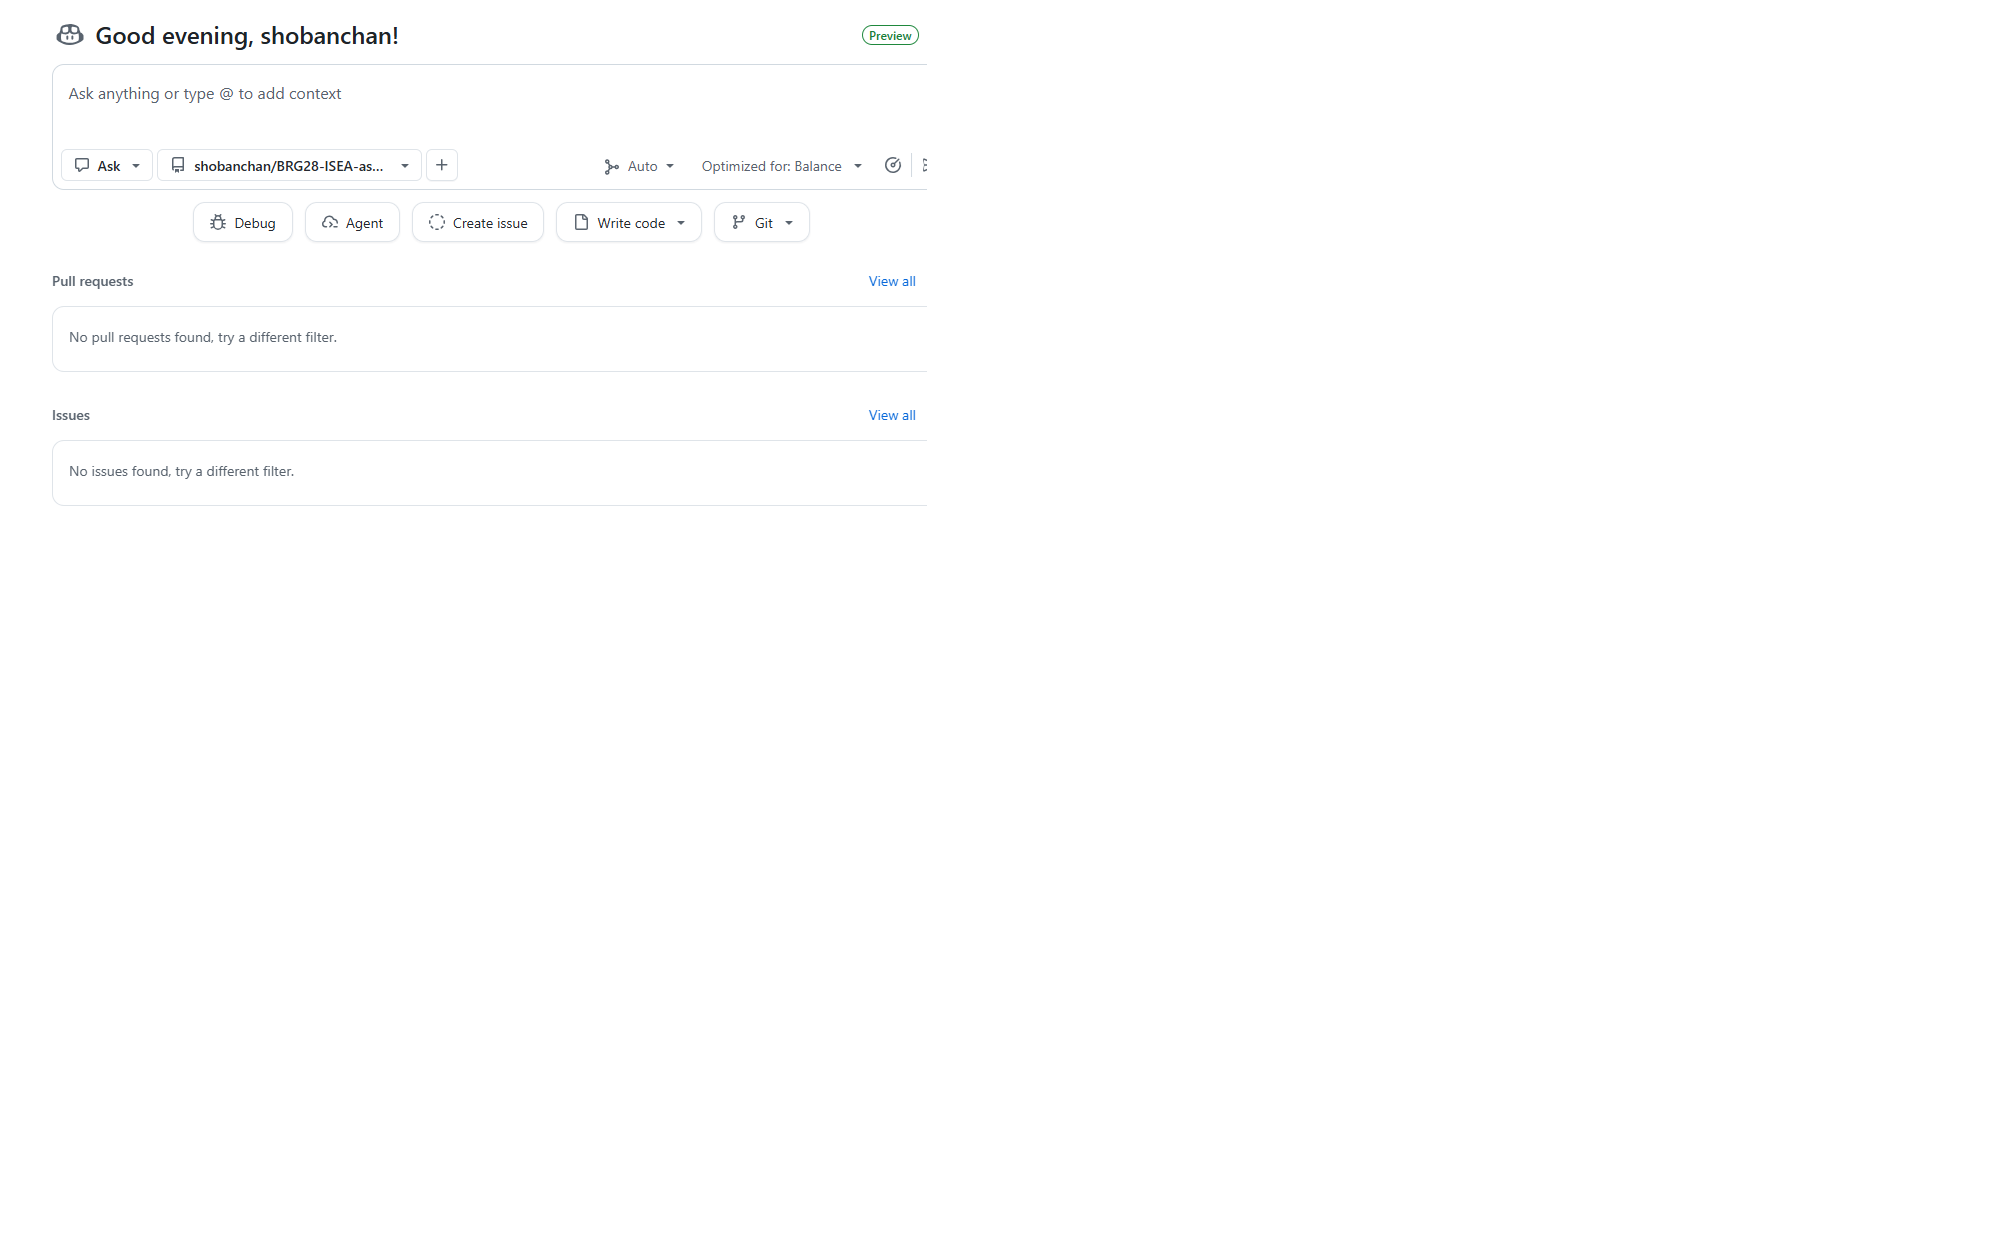 Good evening, shobanchan!
Preview
Ask anything or type @ to add context
Ask
shobanchan/BRG28-ISEA-as...
Auto
Optimized for: Balance
Debug
Agent
Create issue
Write code
Git
Pull requests
View all
No pull requests found, try a different filter.
Issues
View all
No issues found, try a different filter.